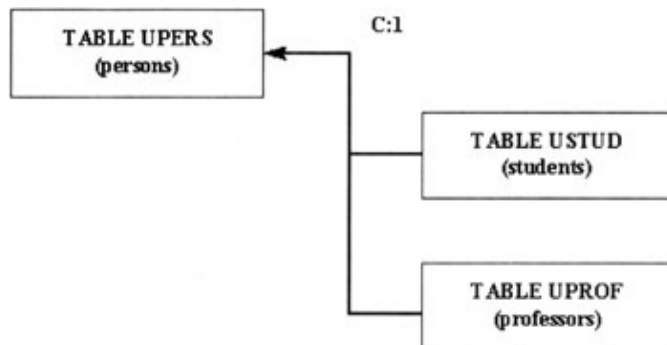 C:1
TABLE UPERS
(persons)
TABLE USTUD
(students)
TABLE UPROF
(professors)